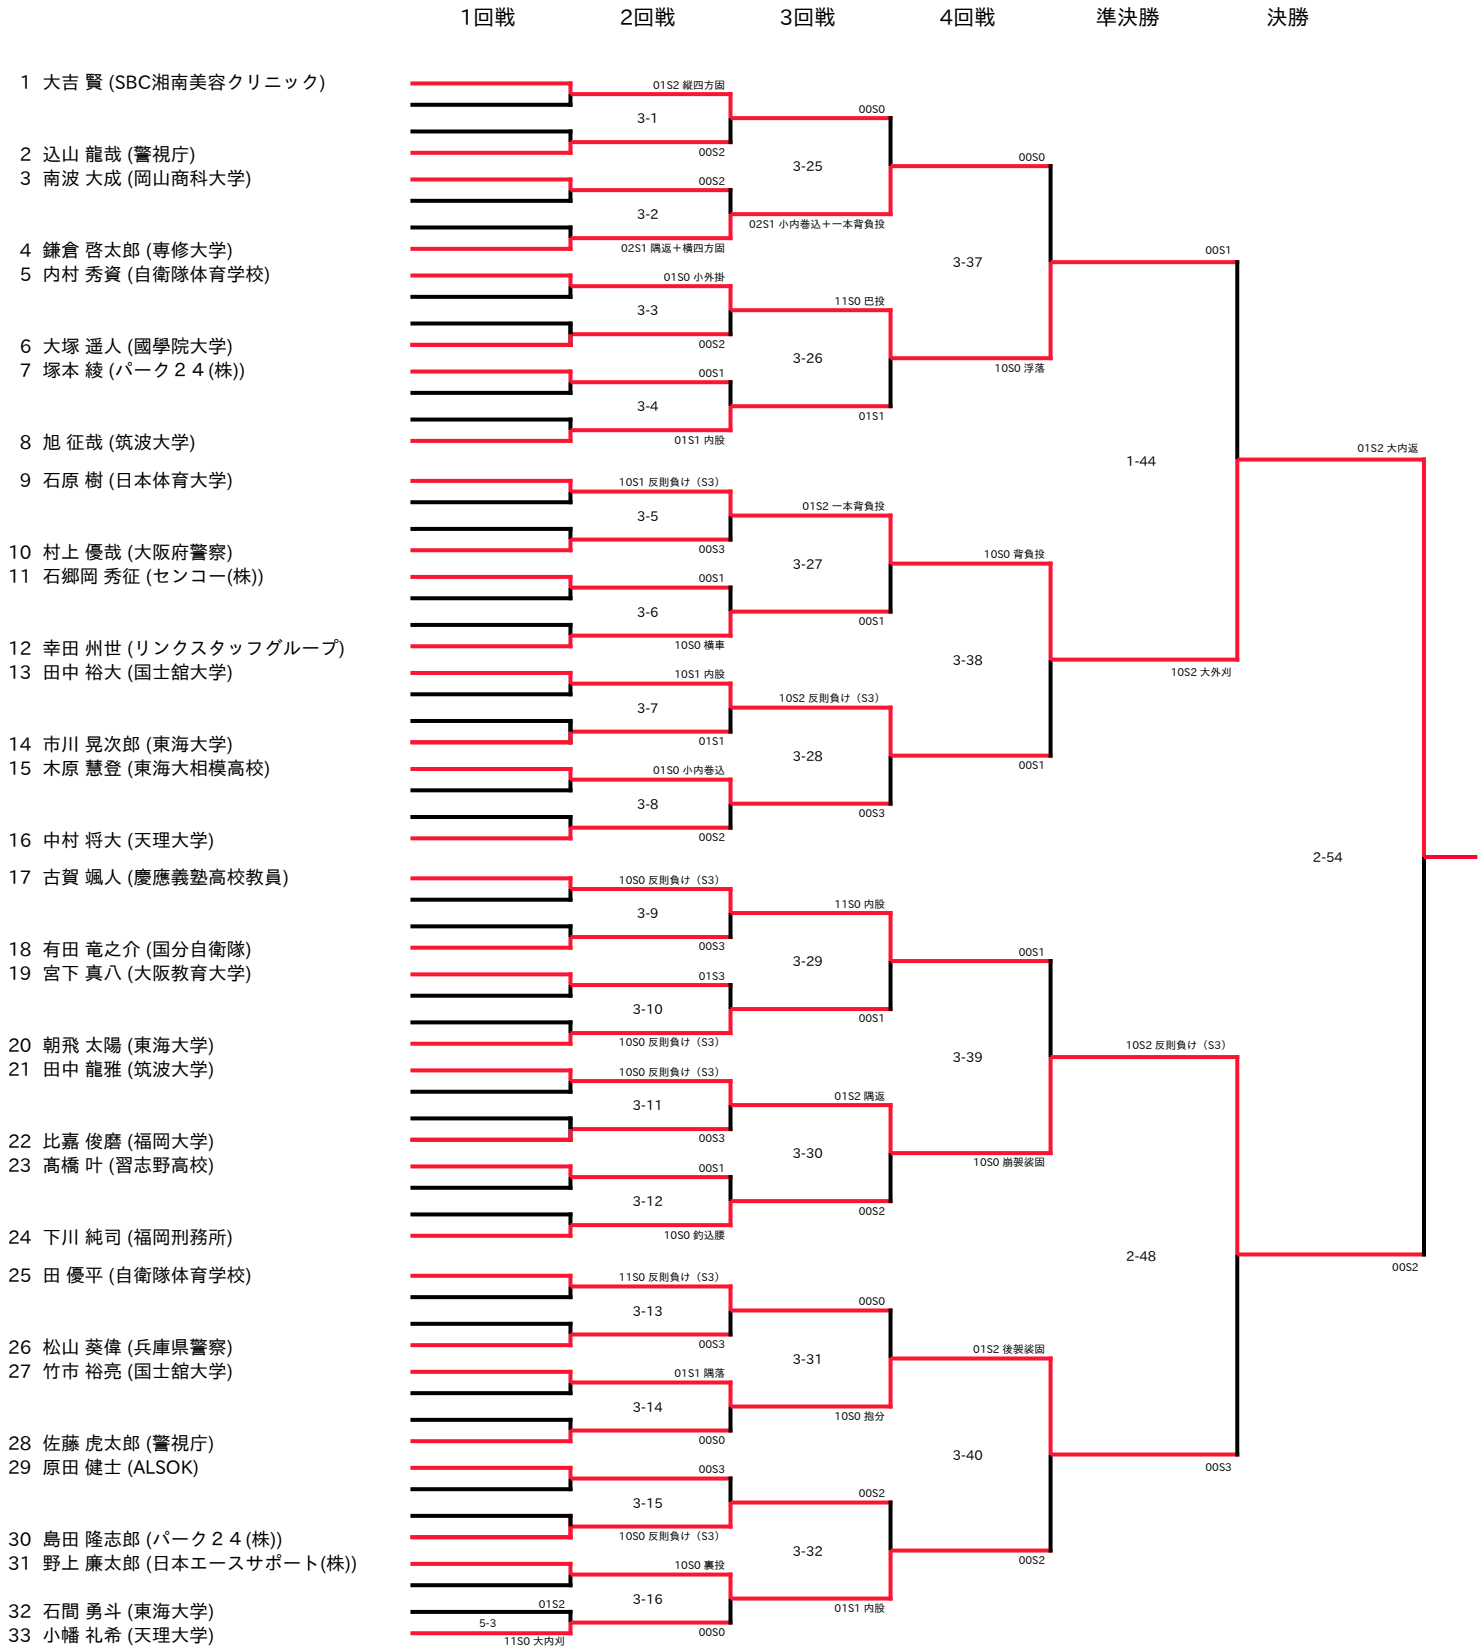 1回戦 2回戦 3回戦 4回戦 準決勝 決勝
1 大吉 賢 (SBC湘南美容クリニック)
01S2 縦四方固
00S0
3-1
2 込山 龍哉 (警視庁)
00S2
00S0
3-25
3 南波 大成 (岡山商科大学)
00S2
3-2
02S1 小内巻込＋一本背負投
4 鎌倉 啓太郎 (専修大学)
02S1 隅返＋横四方固
00S1
3-37
5 内村 秀資 (自衛隊体育学校)
01S0 小外掛
11S0 巴投
3-3
6 大塚 遥人 (國學院大学)
00S2
3-26
7 塚本 綾 (パーク２４(株))
00S1
10S0 浮落
3-4
01S1
8 旭 征哉 (筑波大学)
01S1 内股
01S2 大内返
1-44
9 石原 樹 (日本体育大学)
10S1 反則負け（S3）
01S2 一本背負投
3-5
10 村上 優哉 (大阪府警察)
00S3
10S0 背負投
3-27
11 石郷岡 秀征 (センコー(株))
00S1
3-6
00S1
12 幸田 州世 (リンクスタッフグループ)
10S0 横車
3-38
13 田中 裕大 (国士舘大学)
10S1 内股
10S2 大外刈
10S2 反則負け（S3）
3-7
14 市川 晃次郎 (東海大学)
01S1
3-28
15 木原 慧登 (東海大相模高校)
01S0 小内巻込
00S1
3-8
00S3
16 中村 将大 (天理大学)
00S2
2-54
17 古賀 颯人 (慶應義塾高校教員)
10S0 反則負け（S3）
11S0 内股
3-9
18 有田 竜之介 (国分自衛隊)
00S3
00S1
3-29
19 宮下 真八 (大阪教育大学)
01S3
3-10
00S1
20 朝飛 太陽 (東海大学)
10S0 反則負け（S3）
10S2 反則負け（S3）
3-39
21 田中 龍雅 (筑波大学)
10S0 反則負け（S3）
01S2 隅返
3-11
22 比嘉 俊磨 (福岡大学)
00S3
3-30
23 髙橋 叶 (習志野高校)
00S1
10S0 崩袈裟固
3-12
00S2
24 下川 純司 (福岡刑務所)
10S0 釣込腰
2-48
00S2
25 田 優平 (自衛隊体育学校)
11S0 反則負け（S3）
00S0
3-13
26 松山 葵偉 (兵庫県警察)
00S3
01S2 後袈裟固
3-31
27 竹市 裕亮 (国士舘大学)
01S1 隅落
3-14
10S0 抱分
28 佐藤 虎太郎 (警視庁)
00S0
3-40
29 原田 健士 (ALSOK)
00S3
00S3
00S2
3-15
30 島田 隆志郎 (パーク２４(株))
10S0 反則負け（S3）
3-32
31 野上 廉太郎 (日本エースサポート(株))
10S0 裏投
00S2
3-16
01S1 内股
32 石間 勇斗 (東海大学)
01S2
5-3
33 小幡 礼希 (天理大学)
11S0 大内刈
00S0